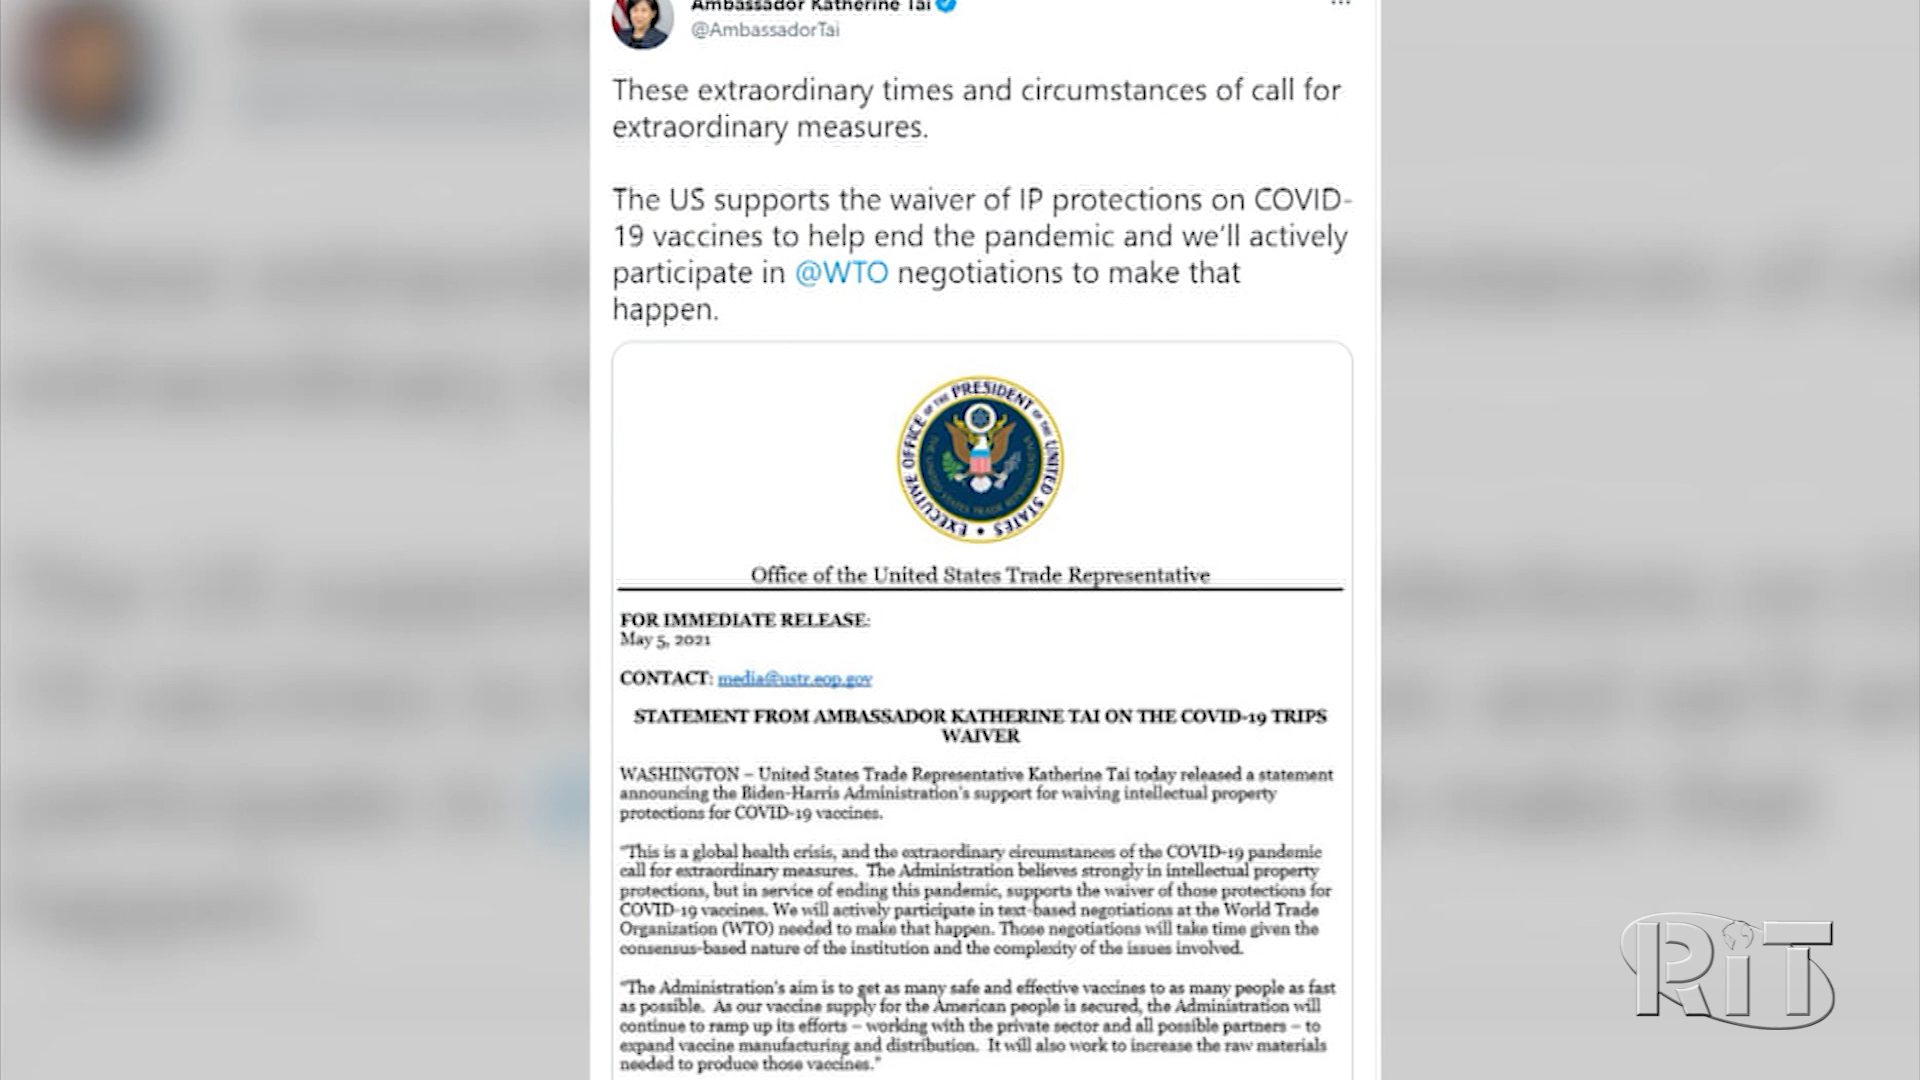 Ambassador Katherine Tai
@AmbassadorTai
These extraordinary times and circumstances of call for
extraordinary measures.
The US supports the waiver of IP protections on COVID-
19 vaccines to help end the pandemic and we'll actively
participate in @WTO negotiations to make that
happen.
EXECUTIVE OFFICE OF THE PRESIDENT OF THE UNITED STATES
THE UNITED STATES TRADE REPRESENTATIVE
Office of the United States Trade Representative
FOR IMMEDIATE RELEASE:
May 5, 2021
CONTACT: media@ustr.eop.gov
STATEMENT FROM AMBASSADOR KATHERINE TAI ON THE COVID-19 TRIPS
WAIVER
WASHINGTON – United States Trade Representative Katherine Tai today released a statement
announcing the Biden-Harris Administration's support for waiving intellectual property
protections for COVID-19 vaccines.
"This is a global health crisis, and the extraordinary circumstances of the COVID-19 pandemic
call for extraordinary measures. The Administration believes strongly in intellectual property
protections, but in service of ending this pandemic, supports the waiver of those protections for
COVID-19 vaccines. We will actively participate in text-based negotiations at the World Trade
Organization (WTO) needed to make that happen. Those negotiations will take time given the
consensus-based nature of the institution and the complexity of the issues involved.
"The Administration's aim is to get as many safe and effective vaccines to as many people as fast
as possible. As our vaccine supply for the American people is secured, the Administration will
continue to ramp up its efforts – working with the private sector and all possible partners – to
expand vaccine manufacturing and distribution. It will also work to increase the raw materials
needed to produce those vaccines."
RiT